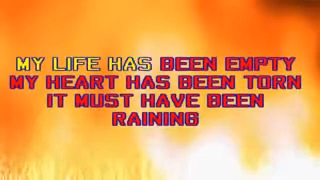 MY LIFE HAS BEEN EMPTY
MY HEART HAS BEEN TORN
IT MUST HAVE BEEN
RAINING